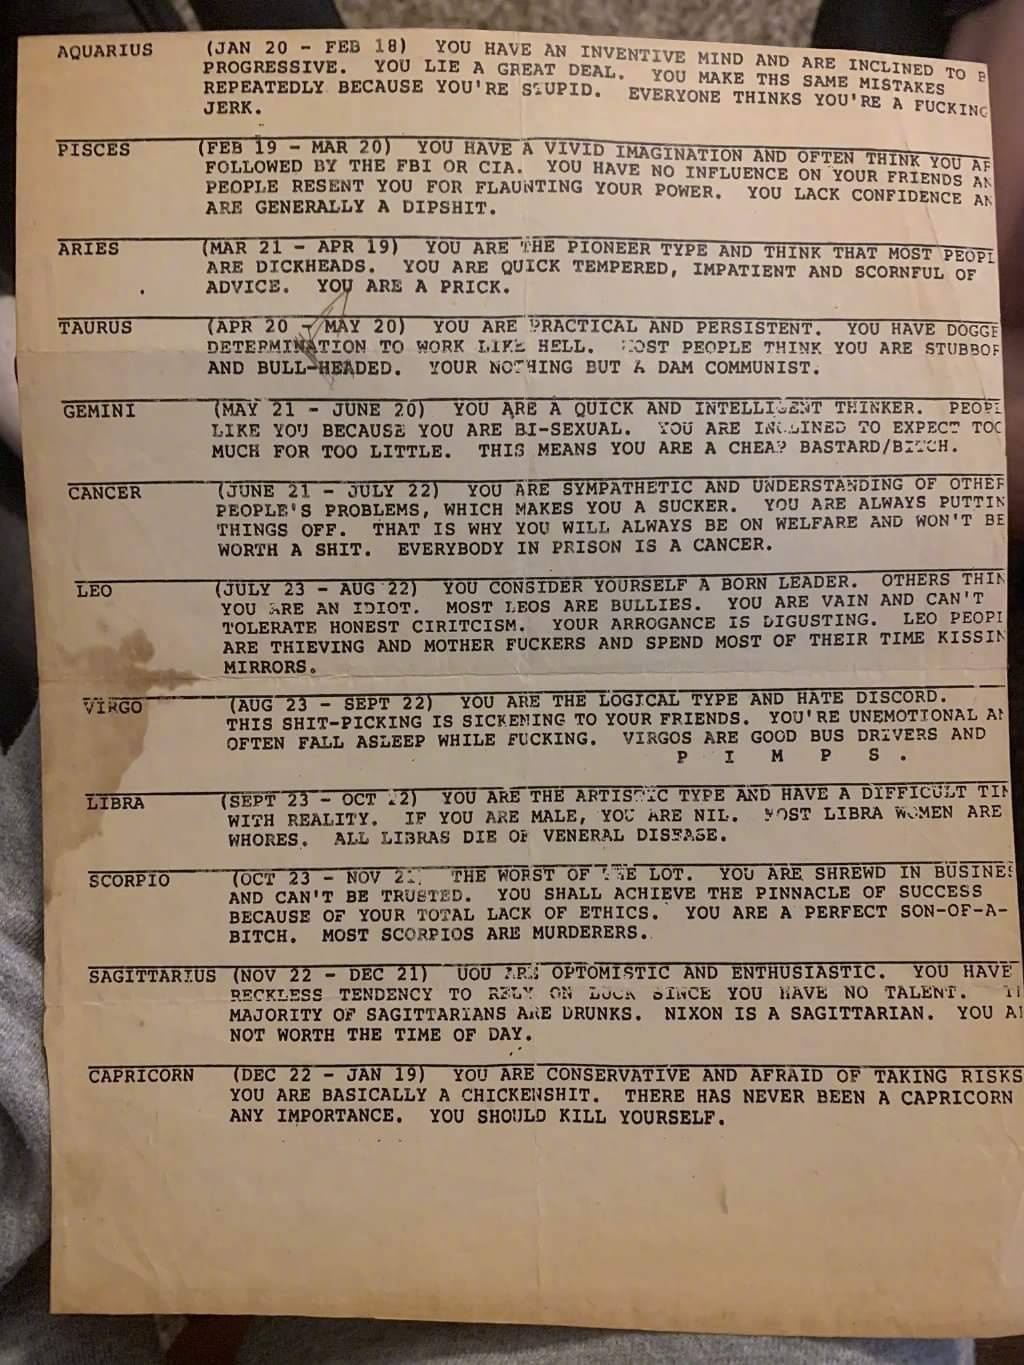 AQUARIUS (JAN 20 - FEB 18) YOU HAVE AN INVENTIVE MIND AND ARE INCLINED TO B
PROGRESSIVE. YOU LIE A GREAT DEAL. YOU MAKE THS SAME MISTAKES
REPEATEDLY BECAUSE YOU'RE STUPID. EVERYONE THINKS YOU'RE A FUCKING
JERK.
PISCES (FEB 19 - MAR 20) YOU HAVE A VIVID IMAGINATION AND OFTEN THINK YOU AR
FOLLOWED BY THE FBI OR CIA. YOU HAVE NO INFLUENCE ON YOUR FRIENDS AN
PEOPLE RESENT YOU FOR FLAUNTING YOUR POWER. YOU LACK CONFIDENCE AN
ARE GENERALLY A DIPSHIT.
ARIES (MAR 21 - APR 19) YOU ARE THE PIONEER TYPE AND THINK THAT MOST PEOPL
ARE DICKHEADS. YOU ARE QUICK TEMPERED, IMPATIENT AND SCORNFUL OF
ADVICE. YOU ARE A PRICK.
TAURUS (APR 20 - MAY 20) YOU ARE PRACTICAL AND PERSISTENT. YOU HAVE DOGGE
DETERMINATION TO WORK LIKE HELL. MOST PEOPLE THINK YOU ARE STUBBOR
AND BULL-HEADED. YOUR NOTHING BUT A DAM COMMUNIST.
GEMINI (MAY 21 - JUNE 20) YOU ARE A QUICK AND INTELLIGENT THINKER. PEOPL
LIKE YOU BECAUSE YOU ARE BI-SEXUAL. YOU ARE INCLINED TO EXPECT TOO
MUCH FOR TOO LITTLE. THIS MEANS YOU ARE A CHEAP BASTARD/BITCH.
CANCER (JUNE 21 - JULY 22) YOU ARE SYMPATHETIC AND UNDERSTANDING OF OTHER
PEOPLE'S PROBLEMS, WHICH MAKES YOU A SUCKER. YOU ARE ALWAYS PUTTIN
THINGS OFF. THAT IS WHY YOU WILL ALWAYS BE ON WELFARE AND WON'T BE
WORTH A SHIT. EVERYBODY IN PRISON IS A CANCER.
LEO (JULY 23 - AUG 22) YOU CONSIDER YOURSELF A BORN LEADER. OTHERS THIN
YOU ARE AN IDIOT. MOST LEOS ARE BULLIES. YOU ARE VAIN AND CAN'T
TOLERATE HONEST CIRITCISM. YOUR ARROGANCE IS DIGUSTING. LEO PEOPL
ARE THIEVING AND MOTHER FUCKERS AND SPEND MOST OF THEIR TIME KISSIN
MIRRORS.
VIRGO (AUG 23 - SEPT 22) YOU ARE THE LOGICAL TYPE AND HATE DISCORD.
THIS SHIT-PICKING IS SICKENING TO YOUR FRIENDS. YOU'RE UNEMOTIONAL AN
OFTEN FALL ASLEEP WHILE FUCKING. VIRGOS ARE GOOD BUS DRIVERS AND
P I M P S .
LIBRA (SEPT 23 - OCT 22) YOU ARE THE ARTISTIC TYPE AND HAVE A DIFFICULT TIM
WITH REALITY. IF YOU ARE MALE, YOU ARE NIL. MOST LIBRA WOMEN ARE
WHORES. ALL LIBRAS DIE OF VENERAL DISEASE.
SCORPIO (OCT 23 - NOV 21) THE WORST OF THE LOT. YOU ARE SHREWD IN BUSINES
AND CAN'T BE TRUSTED. YOU SHALL ACHIEVE THE PINNACLE OF SUCCESS
BECAUSE OF YOUR TOTAL LACK OF ETHICS. YOU ARE A PERFECT SON-OF-A-
BITCH. MOST SCORPIOS ARE MURDERERS.
SAGITTARIUS (NOV 22 - DEC 21) UOU ARE OPTOMISTIC AND ENTHUSIASTIC. YOU HAVE
RECKLESS TENDENCY TO RELY ON LUCK SINCE YOU HAVE NO TALENT.
MAJORITY OF SAGITTARIANS ARE DRUNKS. NIXON IS A SAGITTARIAN. YOU A
NOT WORTH THE TIME OF DAY.
CAPRICORN (DEC 22 - JAN 19) YOU ARE CONSERVATIVE AND AFRAID OF TAKING RISKS
YOU ARE BASICALLY A CHICKENSHIT. THERE HAS NEVER BEEN A CAPRICORN
ANY IMPORTANCE. YOU SHOULD KILL YOURSELF.